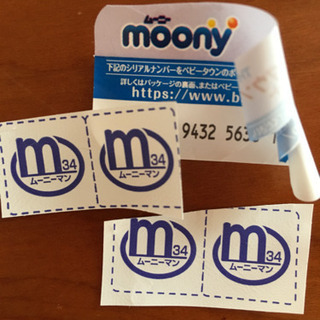 ムーニー
moony
下記のシリアルナンバーをベビータウンのポ
詳しくはパッケージの裏面、またはベビー
https://www.b
9432 56
m 34
ムーニーマン
m 34
ムーニーマン
m 34
ムーニーマン
m 34
ムーニーマン